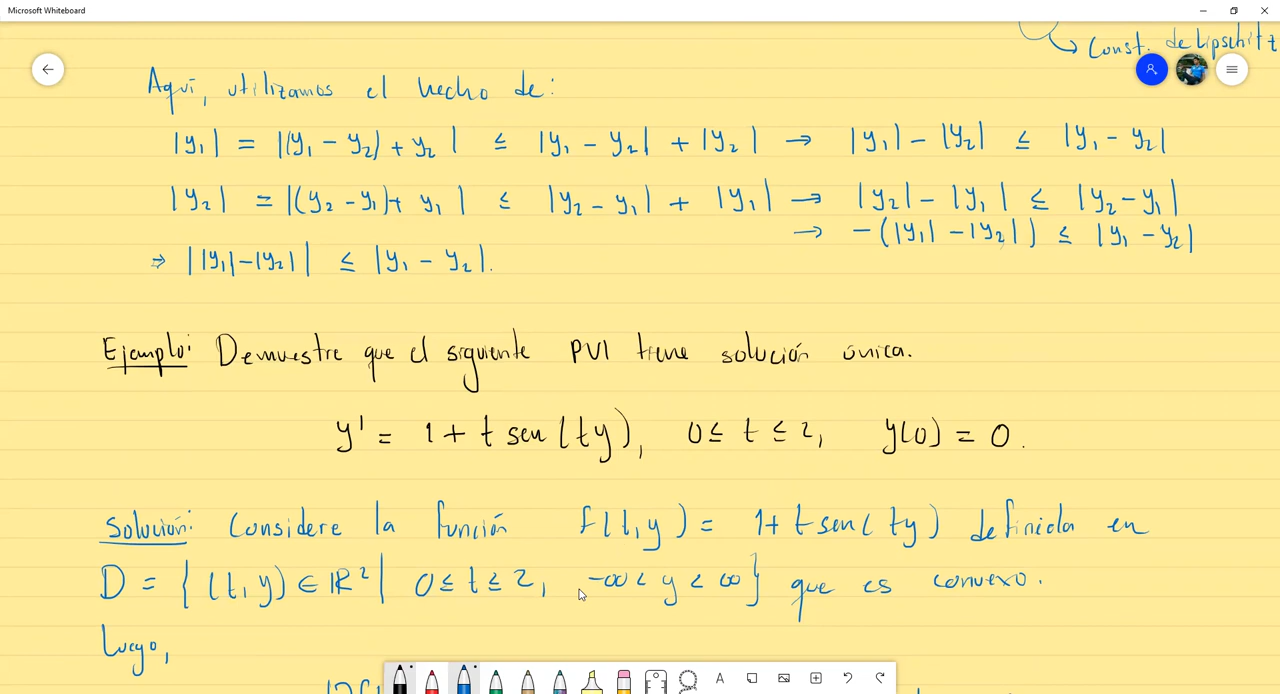 Microsoft Whiteboard
Const. de Lipschitz
Aquí, utilizamos el hecho de:
|y₁| = |(y₁ - y₂) + y₂| ≤ |y₁ - y₂| + |y₂| → |y₁| - |y₂| ≤ |y₁ - y₂|
|y₂| = |(y₂ - y₁) + y₁| ≤ |y₂ - y₁| + |y₁| → |y₂| - |y₁| ≤ |y₂ - y₁|
→ -(|y₁| - |y₂|) ≤ |y₁ - y₂|
⇒ ||y₁| - |y₂|| ≤ |y₁ - y₂|.
Ejemplo: Demuestre que el siguiente PVI tiene solución única.
y' = 1 + t sen(ty), 0 ≤ t ≤ 2, y(0) = 0.
Solución: Considere la función f(t,y) = 1 + t sen(ty) definida en
D = {(t,y) ∈ ℝ² | 0 ≤ t ≤ 2, -∞ < y < ∞} que es convexo.
Luego,